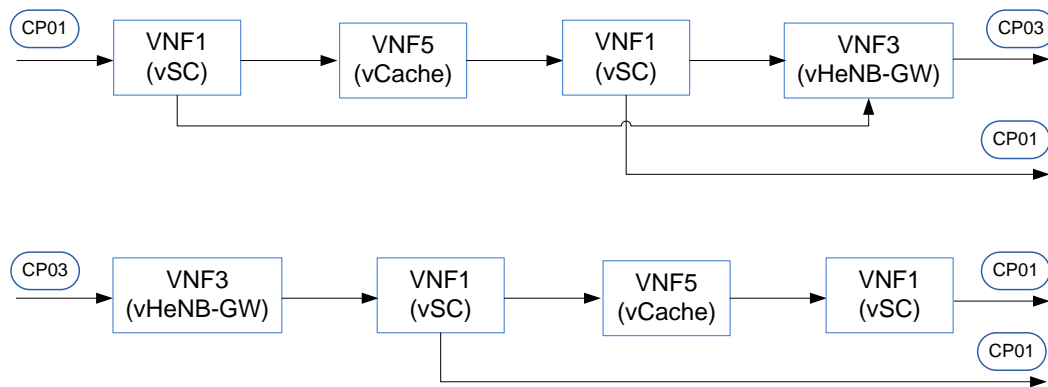 CP01
VNF1
(vSC)
VNF5
(vCache)
VNF1
(vSC)
VNF3
(vHeNB-GW)
CP03
CP01
CP03
VNF3
(vHeNB-GW)
VNF1
(vSC)
VNF5
(vCache)
VNF1
(vSC)
CP01
CP01